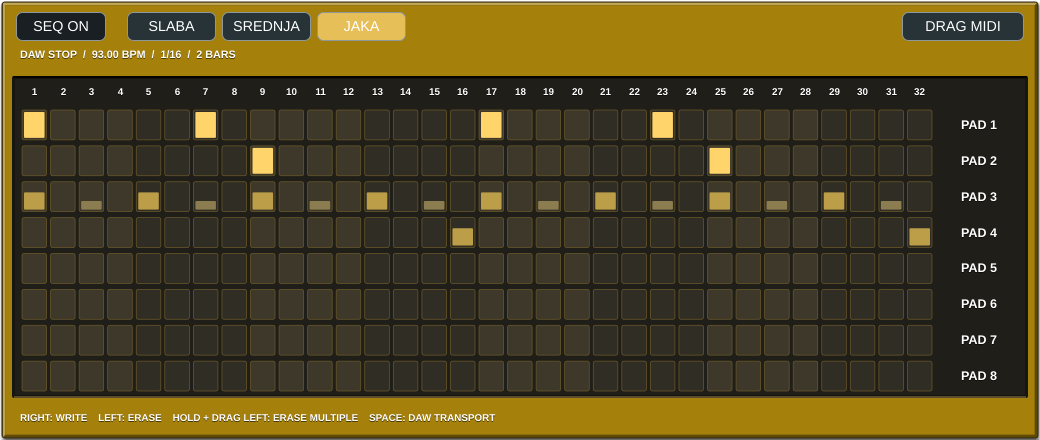 SEQ ON SLABA SREDNJA JAKA DRAG MIDI
DAW STOP / 93.00 BPM / 1/16 / 2 BARS
1 2 3 4 5 6 7 8 9 10 11 12 13 14 15 16 17 18 19 20 21 22 23 24 25 26 27 28 29 30 31 32
PAD 1
PAD 2
PAD 3
PAD 4
PAD 5
PAD 6
PAD 7
PAD 8
RIGHT: WRITE LEFT: ERASE HOLD + DRAG LEFT: ERASE MULTIPLE SPACE: DAW TRANSPORT